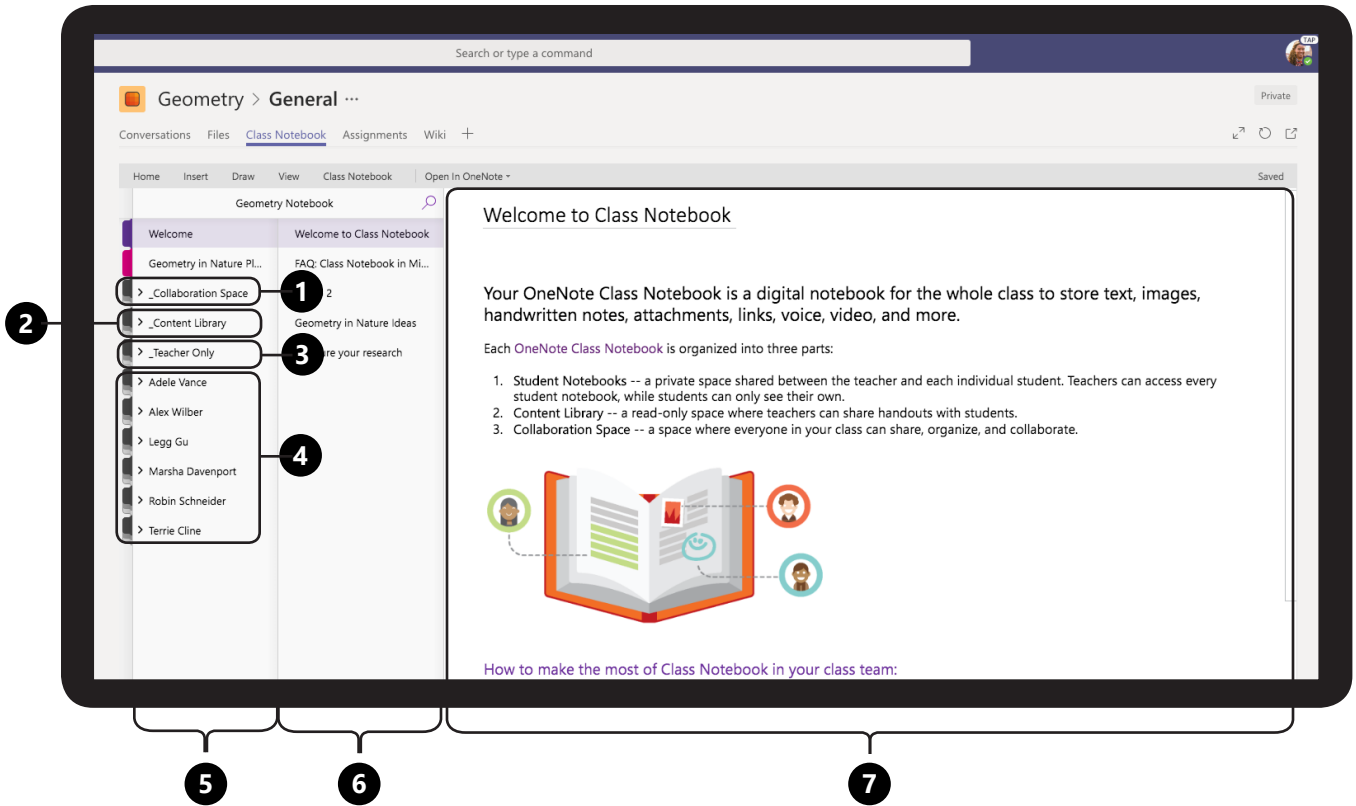 Search or type a command
TAP
Geometry > General ···
Private
Conversations Files Class Notebook Assignments Wiki +
Home Insert Draw View Class Notebook Open In OneNote Saved
Geometry Notebook
Welcome
Geometry in Nature Pl...
_Collaboration Space
_Content Library
_Teacher Only
Adele Vance
Alex Wilber
Legg Gu
Marsha Davenport
Robin Schneider
Terrie Cline
Welcome to Class Notebook
FAQ: Class Notebook in Mi...
2
Geometry in Nature Ideas
re your research
Welcome to Class Notebook
Your OneNote Class Notebook is a digital notebook for the whole class to store text, images,
handwritten notes, attachments, links, voice, video, and more.
Each OneNote Class Notebook is organized into three parts:
1. Student Notebooks -- a private space shared between the teacher and each individual student. Teachers can access every
student notebook, while students can only see their own.
2. Content Library -- a read-only space where teachers can share handouts with students.
3. Collaboration Space -- a space where everyone in your class can share, organize, and collaborate.
How to make the most of Class Notebook in your class team:
1
2
3
4
5
6
7